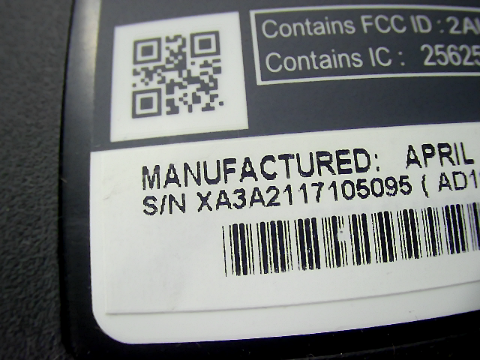 Contains FCC ID : 2A
Contains IC : 25625
MANUFACTURED: APRIL
S/N XA3A2117105095 ( AD1